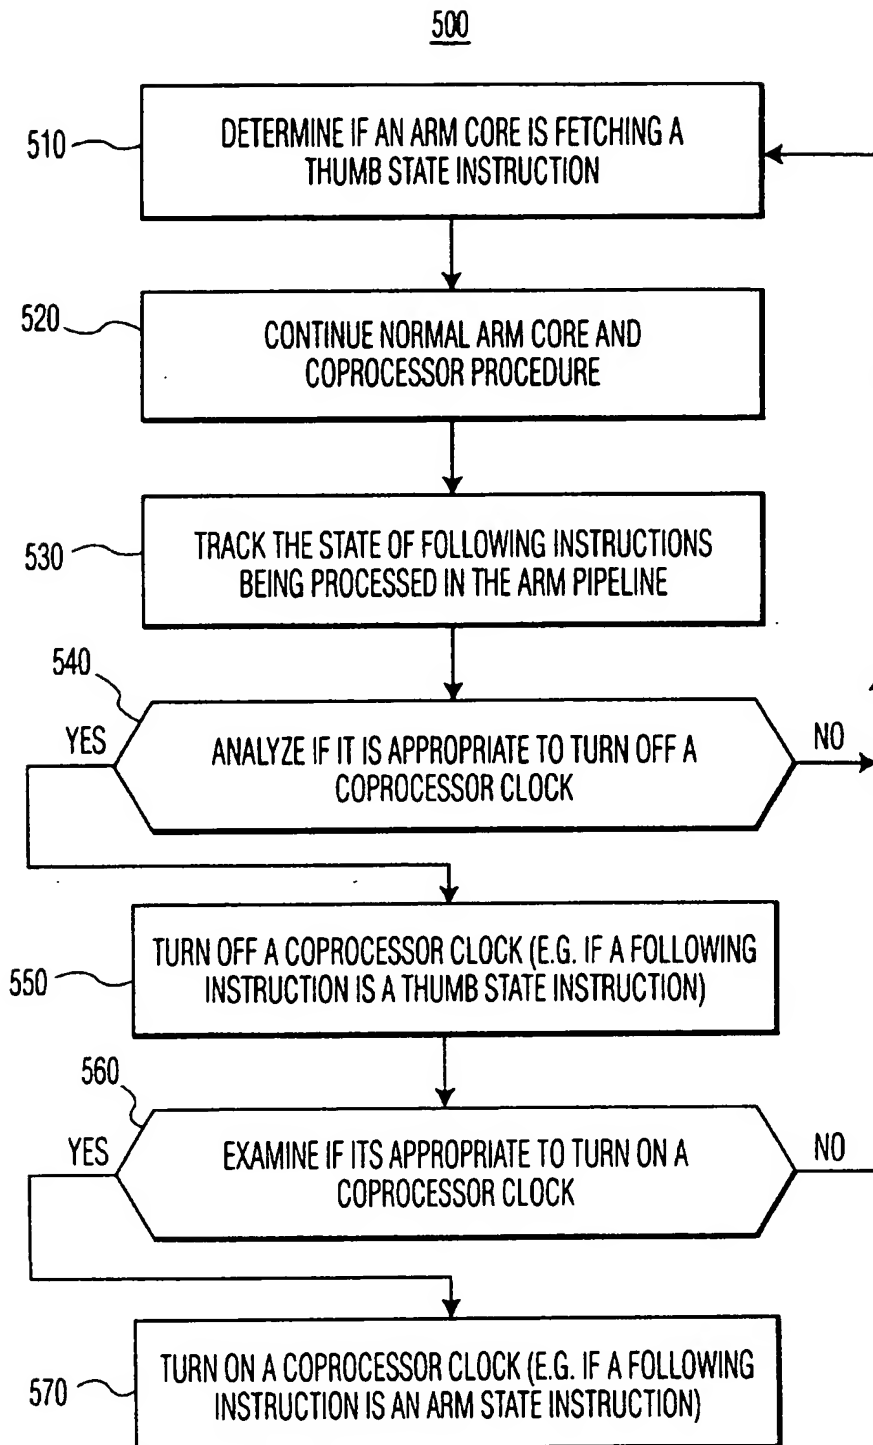 500
510
DETERMINE IF AN ARM CORE IS FETCHING A
THUMB STATE INSTRUCTION
520
CONTINUE NORMAL ARM CORE AND
COPROCESSOR PROCEDURE
530
TRACK THE STATE OF FOLLOWING INSTRUCTIONS
BEING PROCESSED IN THE ARM PIPELINE
540
YES
ANALYZE IF IT IS APPROPRIATE TO TURN OFF A
COPROCESSOR CLOCK
NO
550
TURN OFF A COPROCESSOR CLOCK (E.G. IF A FOLLOWING
INSTRUCTION IS A THUMB STATE INSTRUCTION)
560
YES
EXAMINE IF ITS APPROPRIATE TO TURN ON A
COPROCESSOR CLOCK
NO
570
TURN ON A COPROCESSOR CLOCK (E.G. IF A FOLLOWING
INSTRUCTION IS AN ARM STATE INSTRUCTION)